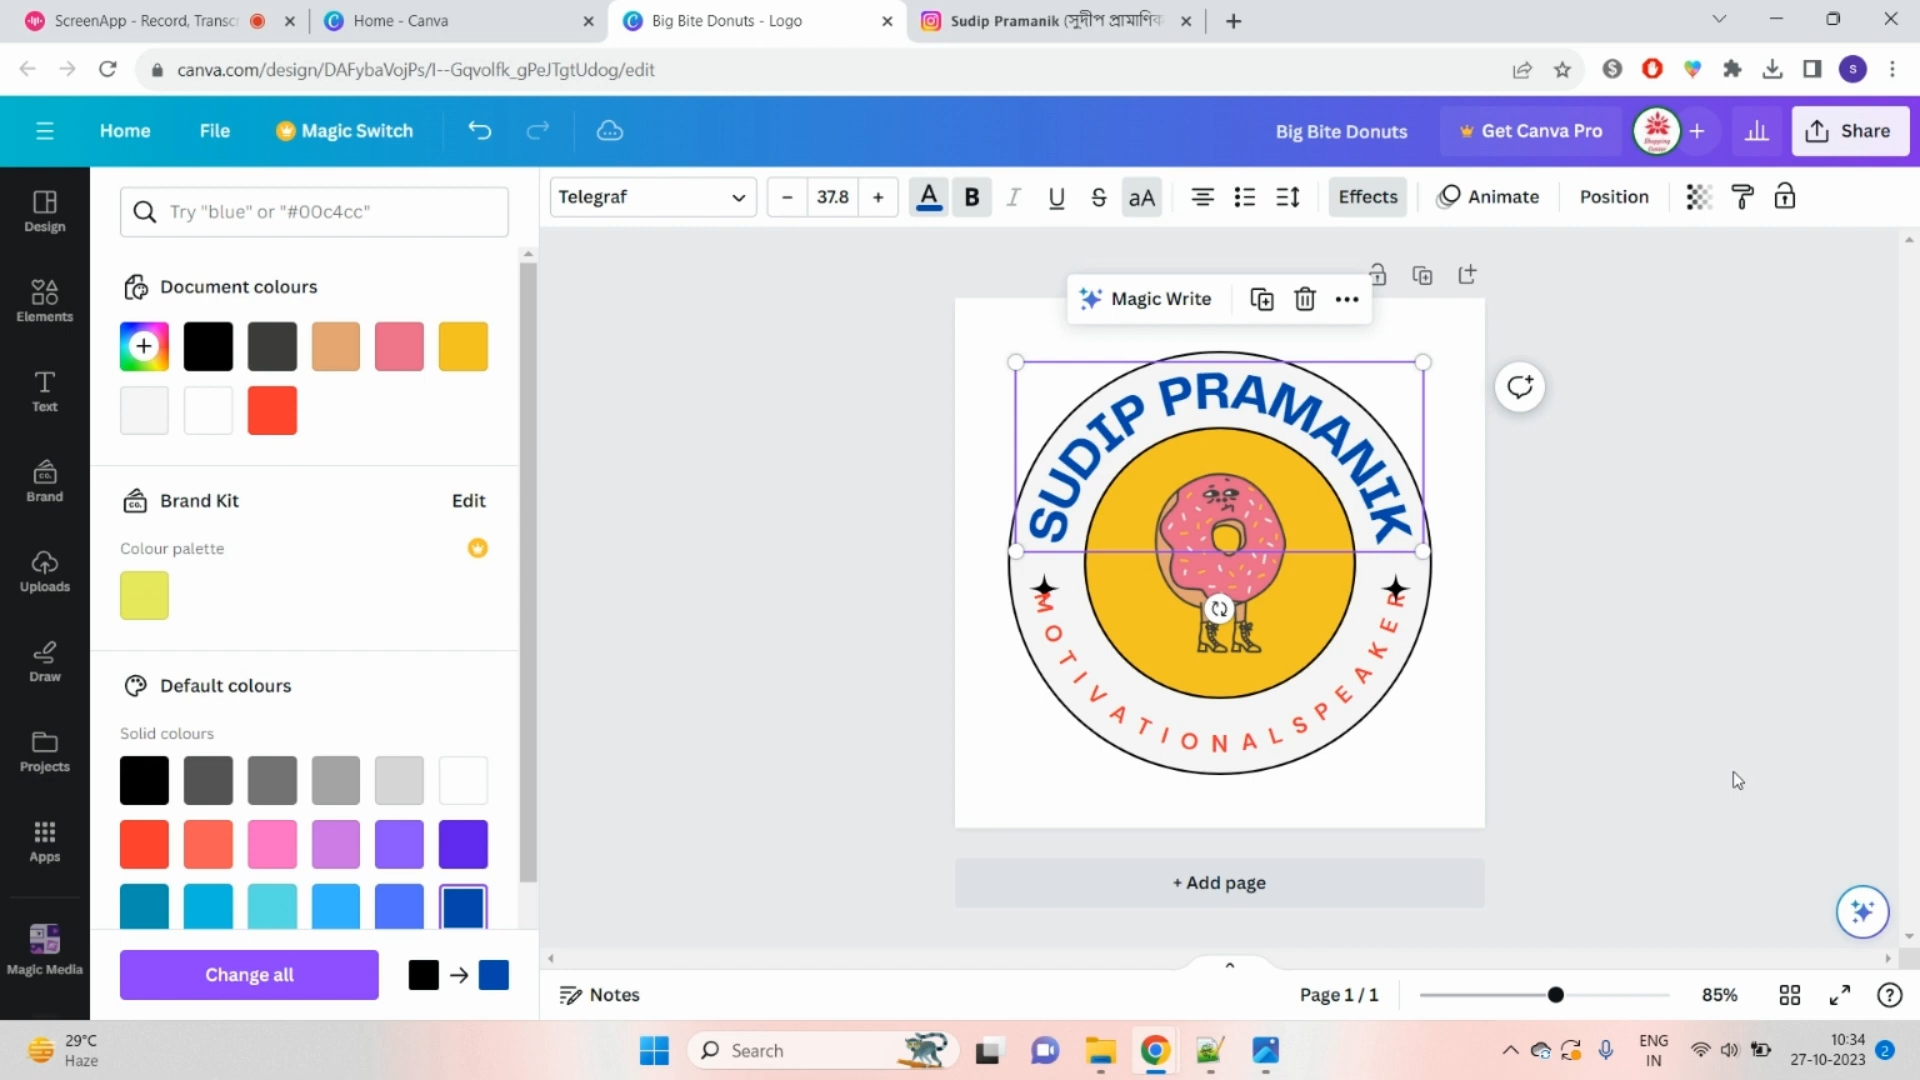 ScreenApp - Record, Transc
Home - Canva
Big Bite Donuts - Logo
Sudip Pramanik (সুদীপ প্রামাণিক
canva.com/design/DAFybaVojPs/l--Gqvolfk_gPeJTgtUdog/edit
S
Home
File
Magic Switch
Big Bite Donuts
Get Canva Pro
Share
Design
Elements
Text
Brand
Uploads
Draw
Projects
Apps
Magic Media
Try "blue" or "#00c4cc"
Document colours
Brand Kit
Edit
Colour palette
Default colours
Solid colours
Change all
Telegraf
– 37.8 +
A B I U S aA
Effects
Animate
Position
Magic Write
SUDIP PRAMANIK
MOTIVATIONALSPEAKER
+ Add page
Notes
Page 1 / 1
85%
29°C
Haze
Search
ENG
IN
10:34
27-10-2023
2